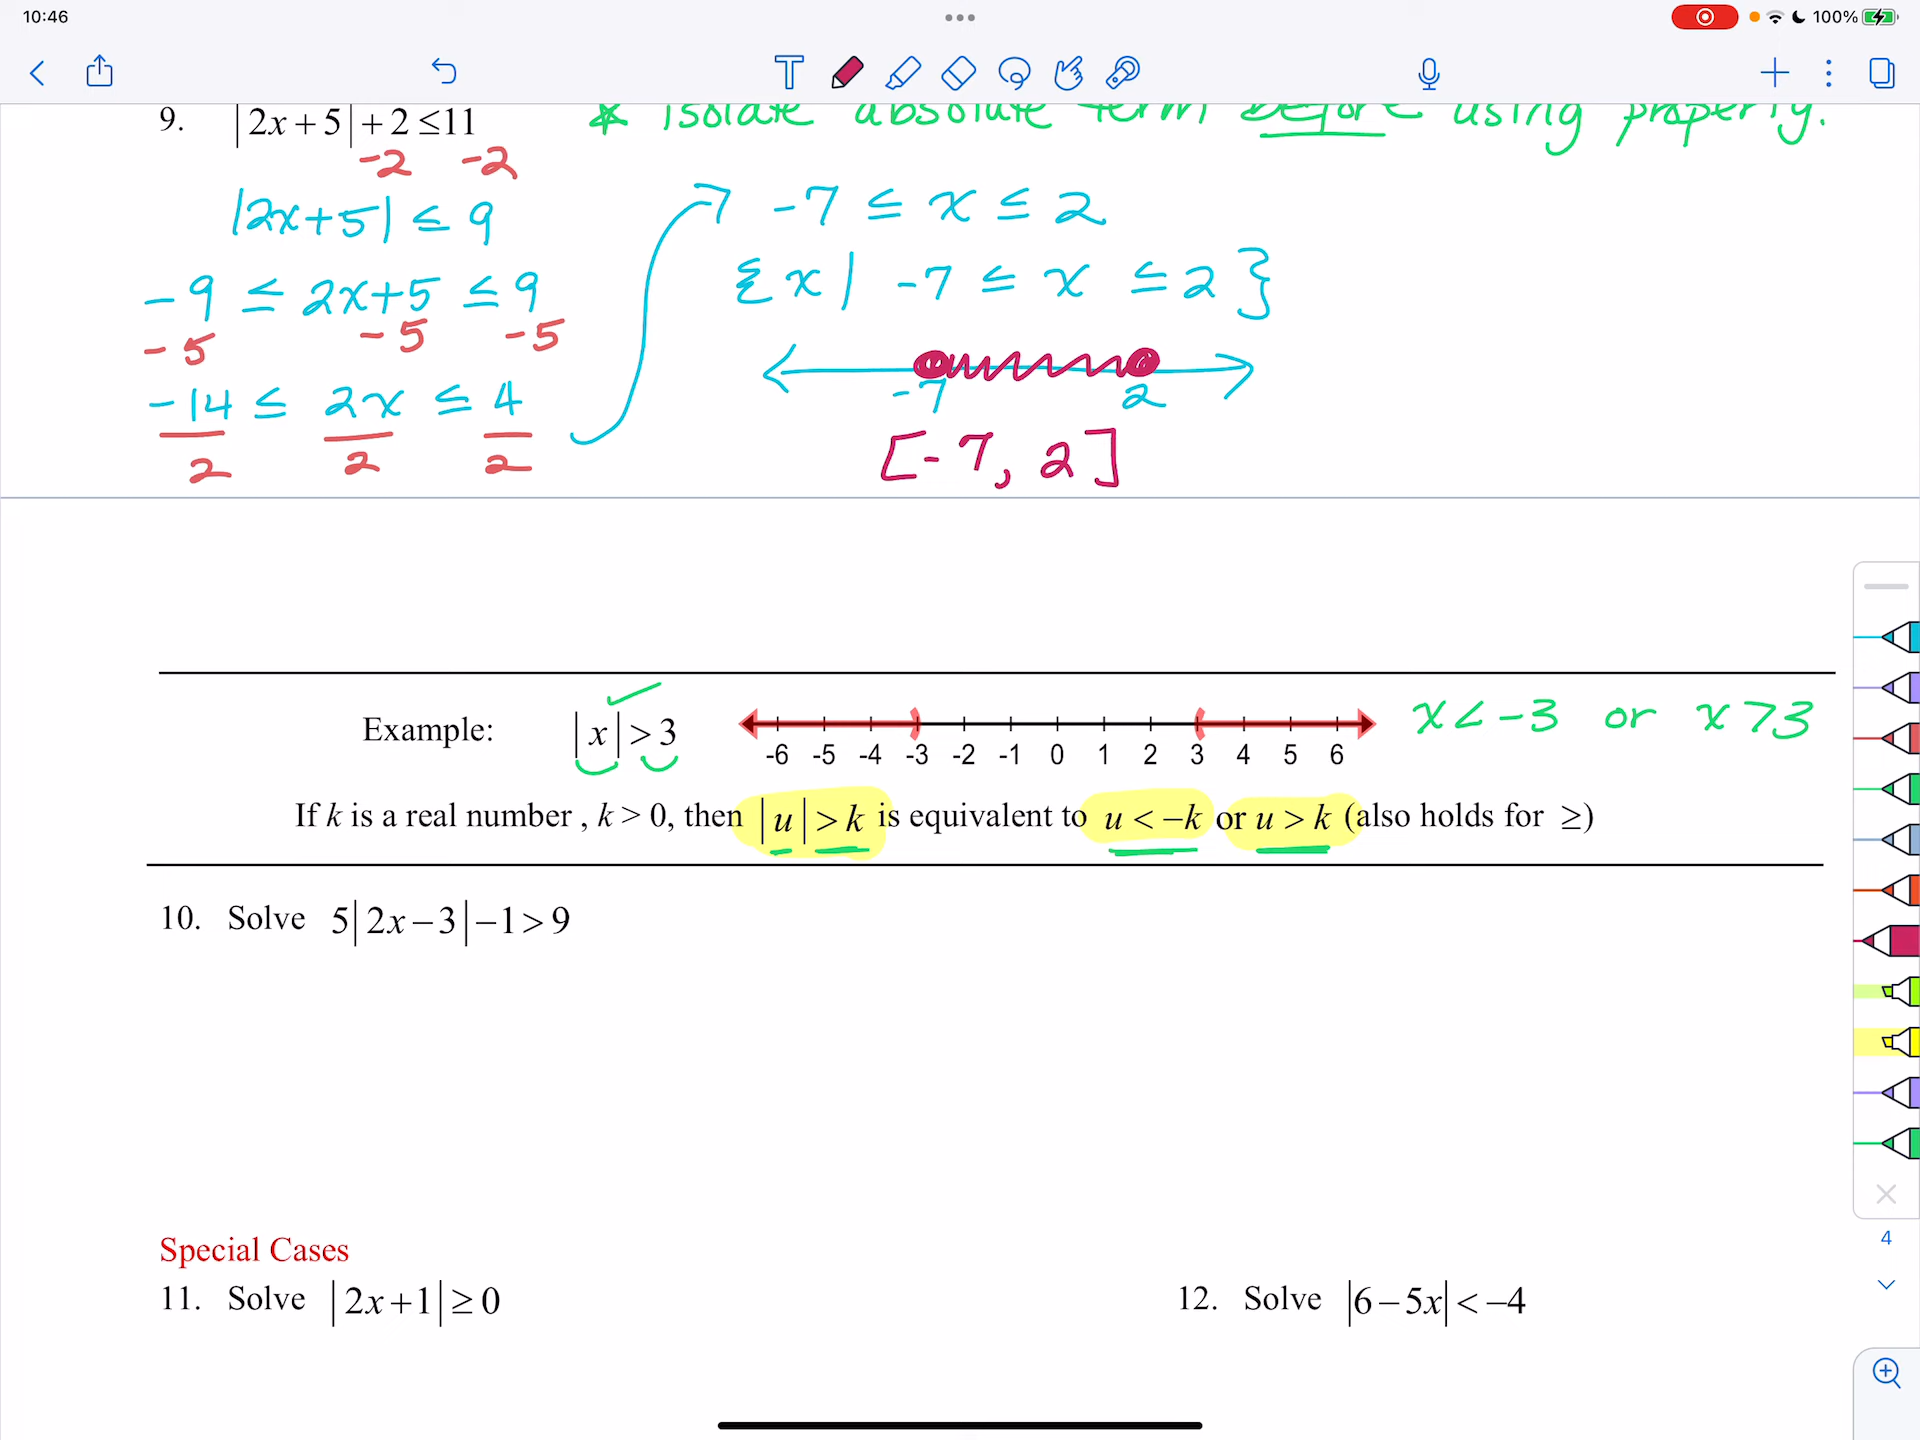 10:46
100%
9. |2x+5|+2≤11 * isolate absolute term before using property.
-2 -2
|2x+5| ≤ 9
-9 ≤ 2x+5 ≤ 9
-5 -5 -5
-14 ≤ 2x ≤ 4
2 2 2
-7 ≤ x ≤ 2
{x| -7 ≤ x ≤ 2}
-7 2
[-7, 2]
Example: |x|>3 x<-3 or x>3
-6 -5 -4 -3 -2 -1 0 1 2 3 4 5 6
If k is a real number , k > 0, then |u|>k is equivalent to u<−k or u>k (also holds for ≥)
10. Solve 5|2x−3|−1>9
Special Cases
11. Solve |2x+1|≥0
12. Solve |6−5x|<−4
4